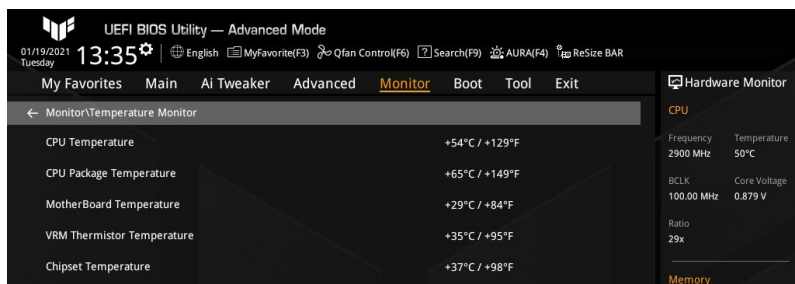 UEFI BIOS Utility — Advanced Mode
01/19/2021 Tuesday 13:35 English MyFavorite(F3) Qfan Control(F6) ? Search(F9) AURA(F4) ReSize BAR
My Favorites Main Ai Tweaker Advanced Monitor Boot Tool Exit
← Monitor\Temperature Monitor
CPU Temperature +54°C / +129°F
CPU Package Temperature +65°C / +149°F
MotherBoard Temperature +29°C / +84°F
VRM Thermistor Temperature +35°C / +95°F
Chipset Temperature +37°C / +98°F
Hardware Monitor
CPU
Frequency Temperature
2900 MHz 50°C
BCLK Core Voltage
100.00 MHz 0.879 V
Ratio
29x
Memory